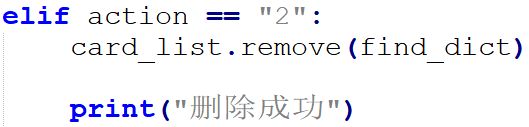 elif action == "2":
    card_list.remove(find_dict)
    print("删除成功")